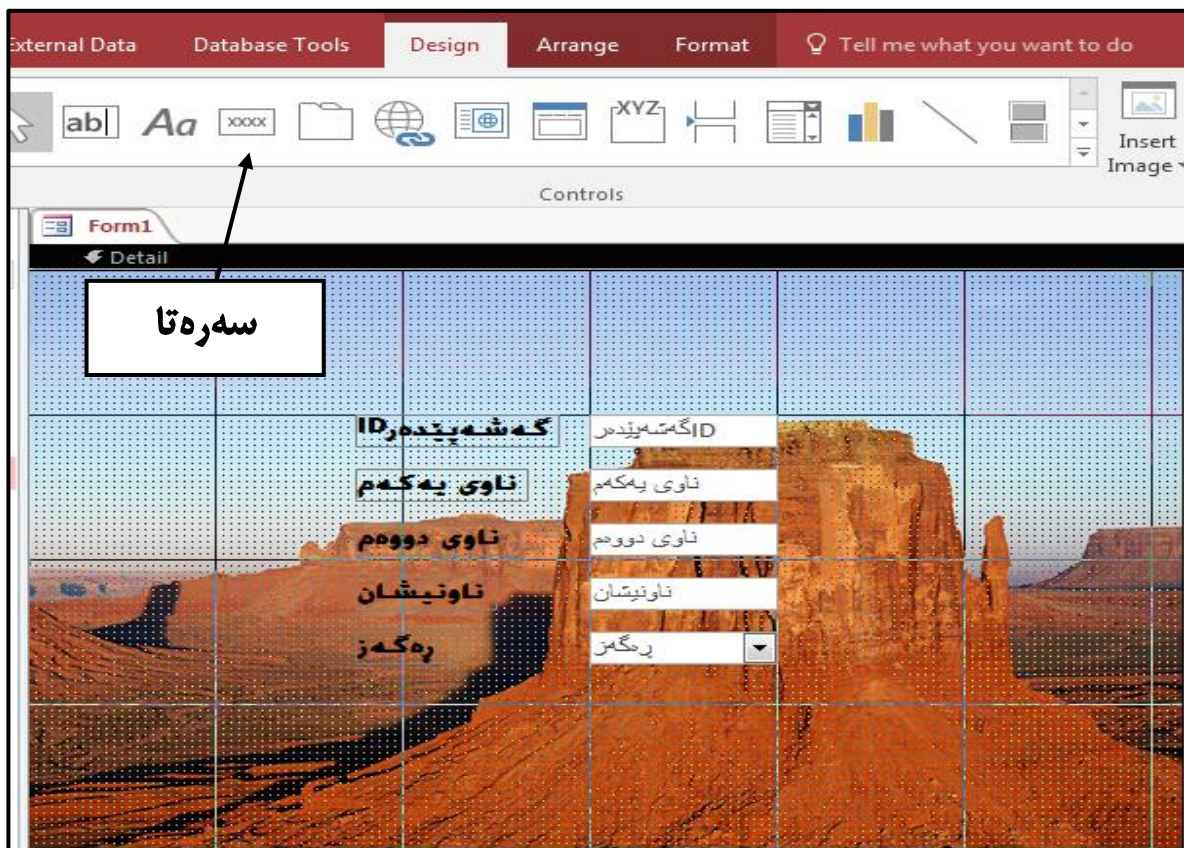 External Data Database Tools Design Arrange Format Tell me what you want to do
ab Aa xxxx XYZ
Insert Image
Controls
Form1
Detail
سەرەتا
گەشەپێدەرID IDگەشەپێدەر
ناوی یەکەم ناوی یەکەم
ناوی دووەم ناوی دووەم
ناونیشان ناونیشان
ڕەگەز ڕەگەز